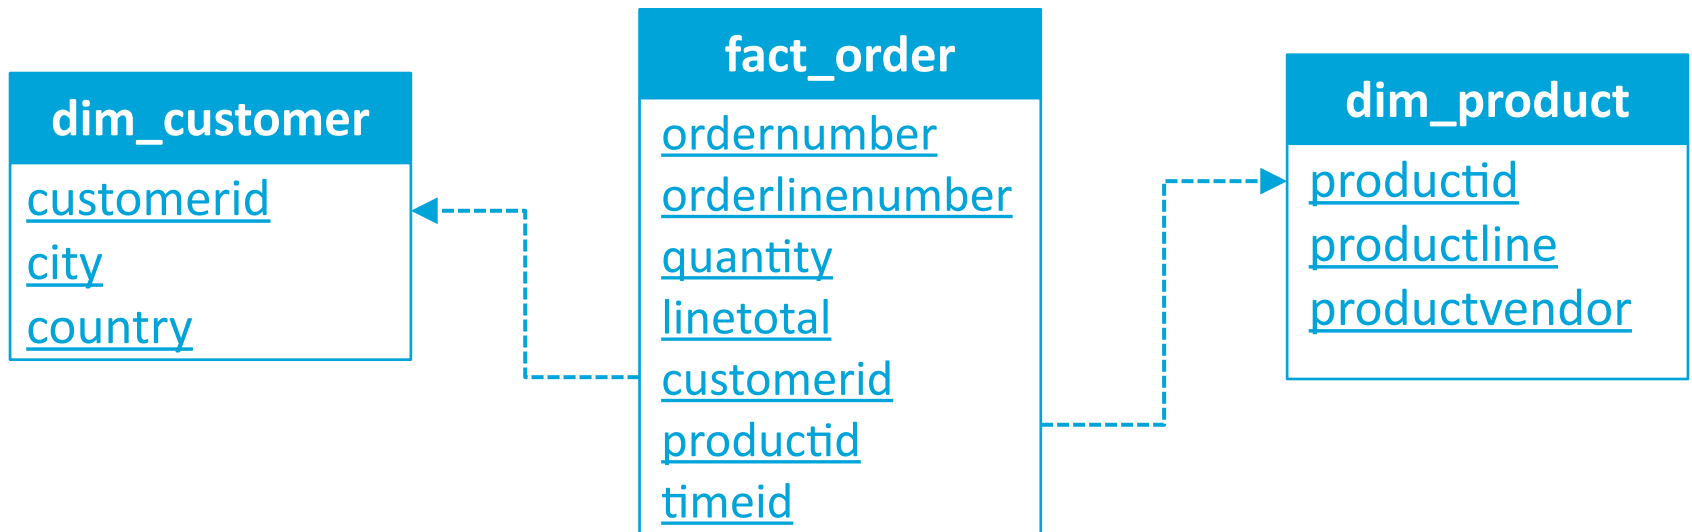 dim_customer
customerid
city
country
fact_order
ordernumber
orderlinenumber
quantity
linetotal
customerid
productid
timeid
dim_product
productid
productline
productvendor